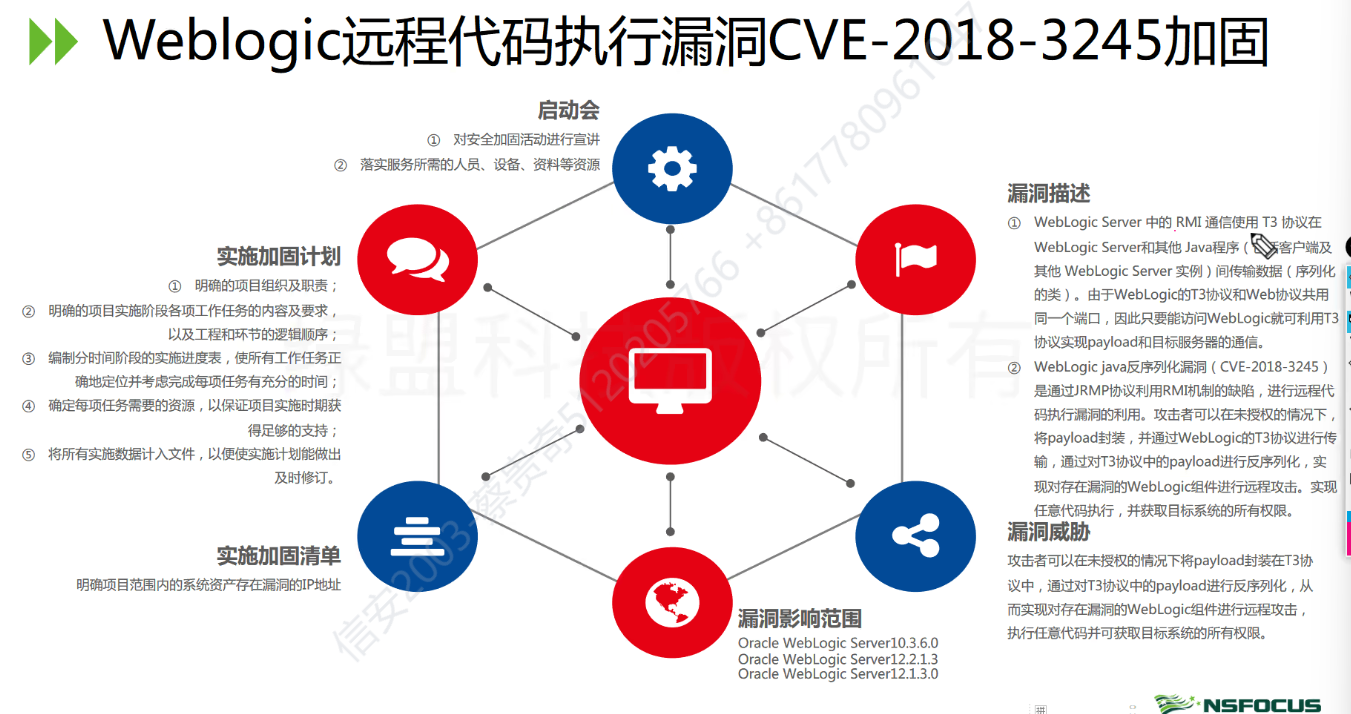 Weblogic远程代码执行漏洞CVE-2018-3245加固
启动会
① 对安全加固活动进行宣讲
② 落实服务所需的人员、设备、资料等资源
实施加固计划
① 明确的项目组织及职责；
② 明确的项目实施阶段各项工作任务的内容及要求，
以及工程和环节的逻辑顺序；
③ 编制分时间阶段的实施进度表，使所有工作任务正
确地定位并考虑完成每项任务有充分的时间；
④ 确定每项任务需要的资源，以保证项目实施时期获
得足够的支持；
⑤ 将所有实施数据计入文件，以便使实施计划能做出
及时修订。
实施加固清单
明确项目范围内的系统资产存在漏洞的IP地址
漏洞影响范围
Oracle WebLogic Server10.3.6.0
Oracle WebLogic Server12.2.1.3
Oracle WebLogic Server12.1.3.0
漏洞描述
① WebLogic Server 中的 RMI 通信使用 T3 协议在
WebLogic Server和其他 Java程序（客户端及
其他 WebLogic Server 实例）间传输数据（序列化
的类）。由于WebLogic的T3协议和Web协议共用
同一个端口，因此只要能访问WebLogic就可利用T3
协议实现payload和目标服务器的通信。
② WebLogic java反序列化漏洞（CVE-2018-3245）
是通过JRMP协议利用RMI机制的缺陷，进行远程代
码执行漏洞的利用。攻击者可以在未授权的情况下，
将payload封装，并通过WebLogic的T3协议进行传
输，通过对T3协议中的payload进行反序列化，实
现对存在漏洞的WebLogic组件进行远程攻击。实现
任意代码执行，并获取目标系统的所有权限。
漏洞威胁
攻击者可以在未授权的情况下将payload封装在T3协
议中，通过对T3协议中的payload进行反序列化，从
而实现对存在漏洞的WebLogic组件进行远程攻击，
执行任意代码并可获取目标系统的所有权限。
绿盟科技版权所有
NSFOCUS